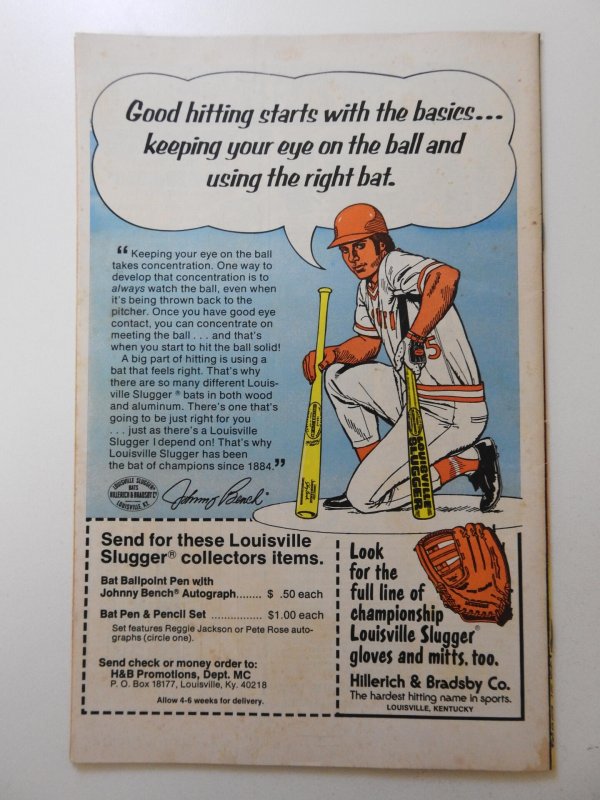 Good hitting starts with the basics...
keeping your eye on the ball and
using the right bat.
“Keeping your eye on the ball
takes concentration. One way to
develop that concentration is to
always watch the ball, even when
it's being thrown back to the
pitcher. Once you have good eye
contact, you can concentrate on
meeting the ball . . . and that's
when you start to hit the ball solid!
A big part of hitting is using a
bat that feels right. That's why
there are so many different Louis-
ville Slugger® bats in both wood
and aluminum. There's one that's
going to be just right for you
. . . just as there's a Louisville
Slugger I depend on! That's why
Louisville Slugger has been
the bat of champions since 1884.”
LOUISVILLE SLUGGER®
BATS
HILLERICH & BRADSBY Co
LOUISVILLE, KY.
Johnny Bench®
5
LOUISVILLE
SLUGGER
Send for these Louisville
Slugger® collectors items.
Bat Ballpoint Pen with
Johnny Bench® Autograph........ $ .50 each
Bat Pen & Pencil Set ............... $1.00 each
Set features Reggie Jackson or Pete Rose auto-
graphs (circle one).
Send check or money order to:
H&B Promotions, Dept. MC
P. O. Box 18177, Louisville, Ky. 40218
Allow 4-6 weeks for delivery.
Look
for the
full line of
championship
Louisville Slugger®
gloves and mitts, too.
Hillerich & Bradsby Co.
The hardest hitting name in sports.
LOUISVILLE, KENTUCKY